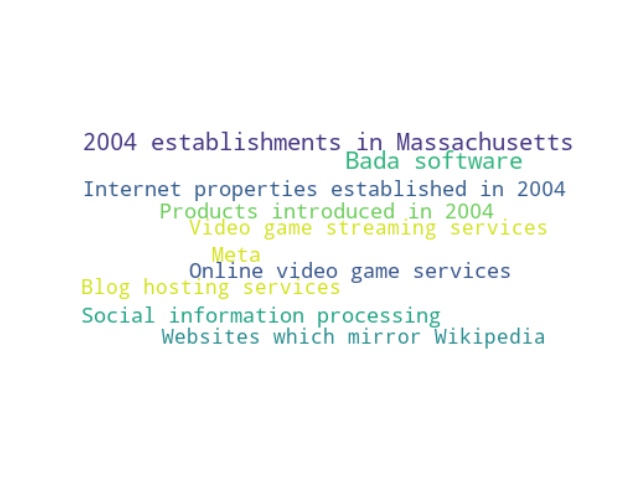 2004 establishments in Massachusetts
Bada software
Internet properties established in 2004
Products introduced in 2004
Video game streaming services
Meta
Online video game services
Blog hosting services
Social information processing
Websites which mirror Wikipedia